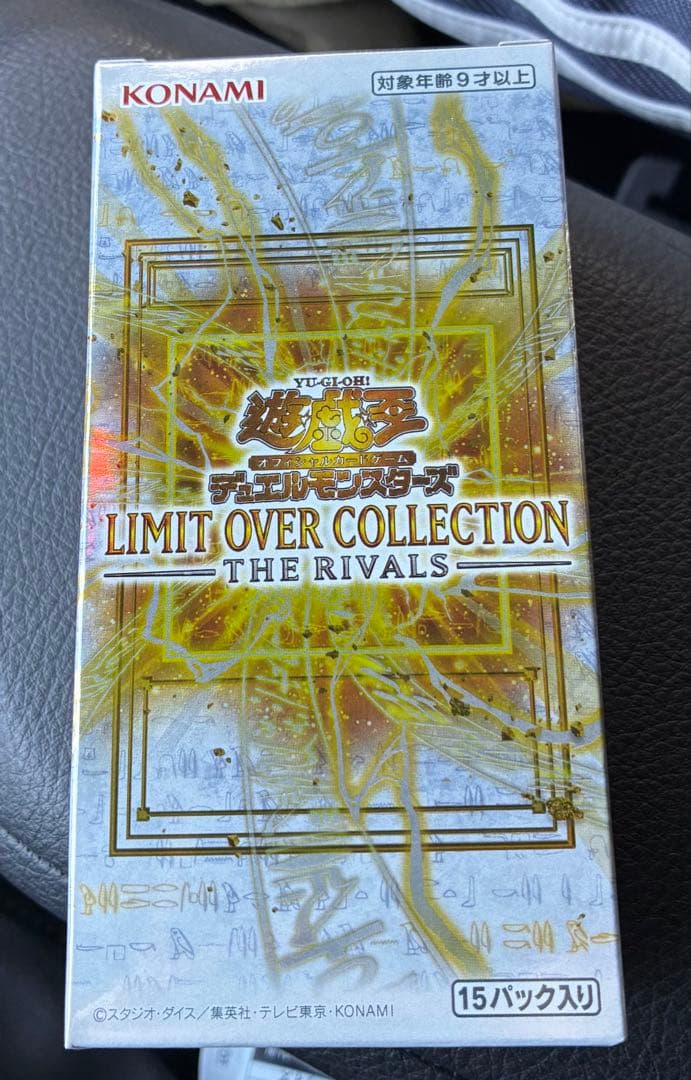 KONAMI
対象年齢9才以上
YU-GI-OH!
遊戯王
オフィシャルカードゲーム
デュエルモンスターズ
LIMIT OVER COLLECTION
THE RIVALS
15パック入り
©スタジオ・ダイス／集英社・テレビ東京・KONAMI